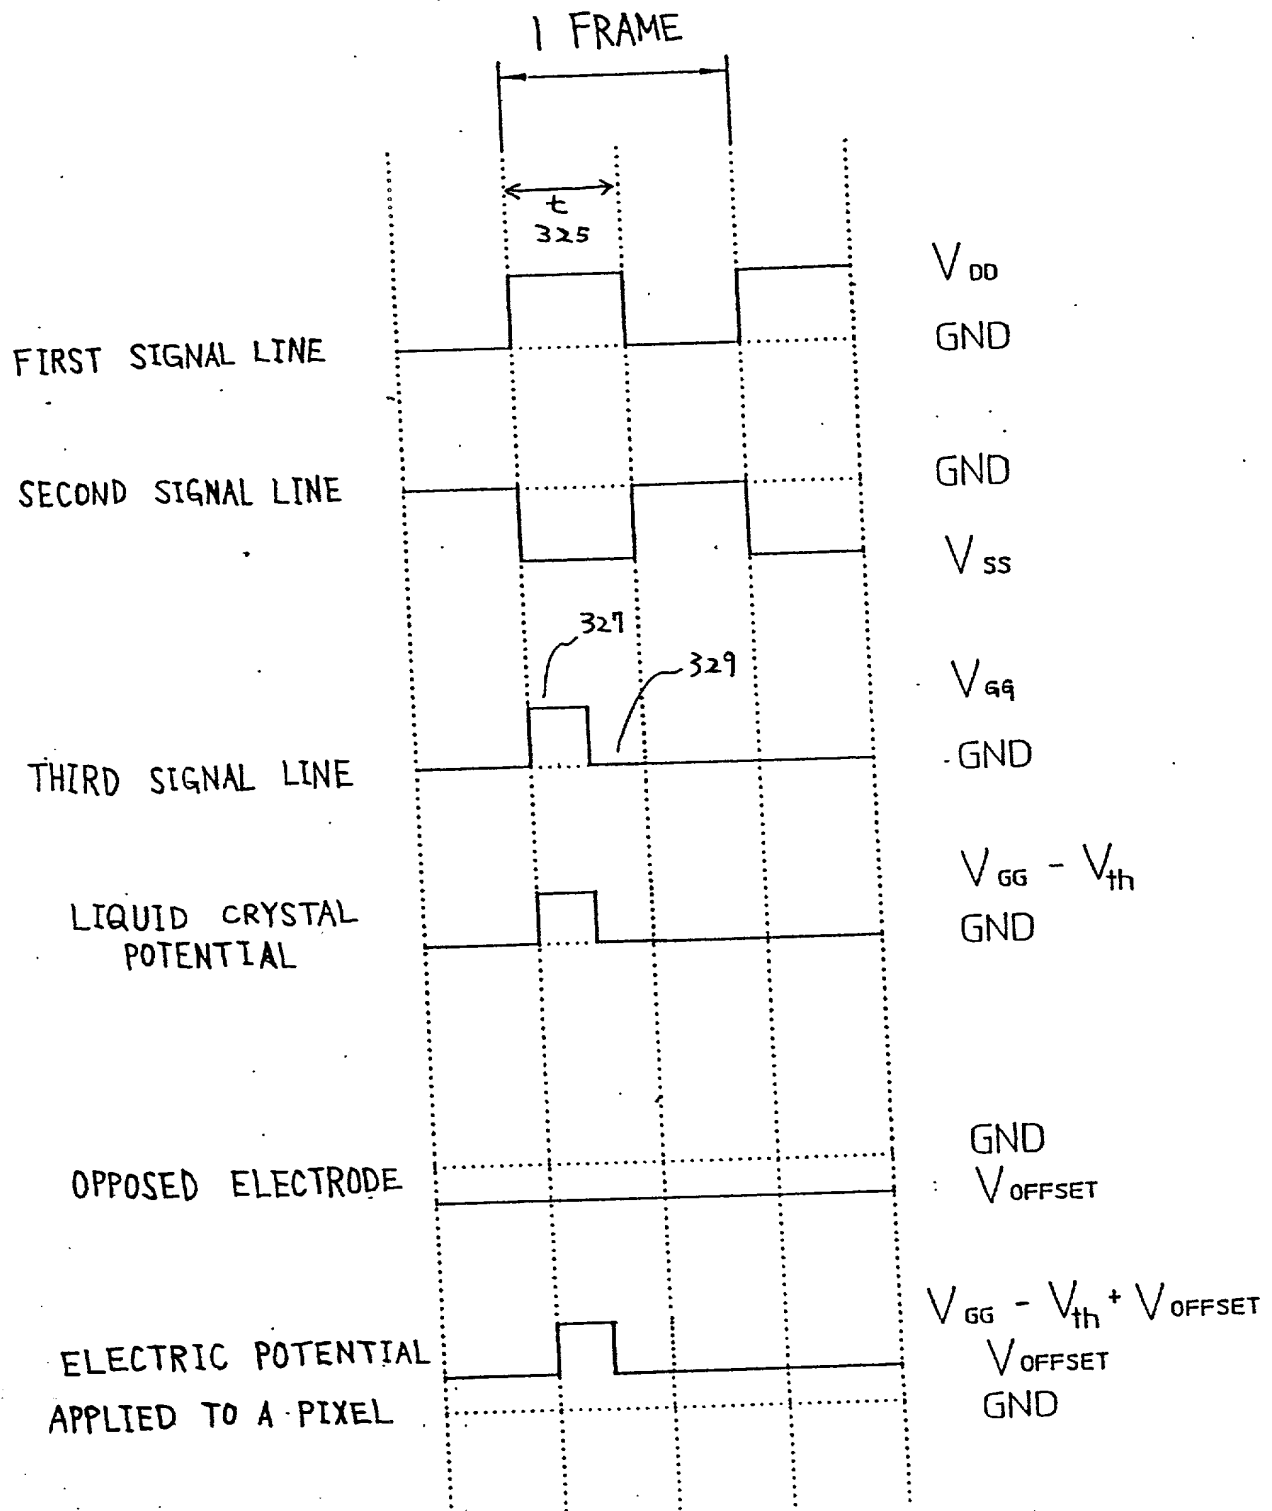 1 FRAME
t
325
V DD
GND
FIRST SIGNAL LINE
GND
SECOND SIGNAL LINE
V SS
327
329
V GG
GND
THIRD SIGNAL LINE
V GG - V th
LIQUID CRYSTAL
POTENTIAL
GND
GND
OPPOSED ELECTRODE
V OFFSET
V GG - V th + V OFFSET
ELECTRIC POTENTIAL
V OFFSET
APPLIED TO A PIXEL
GND